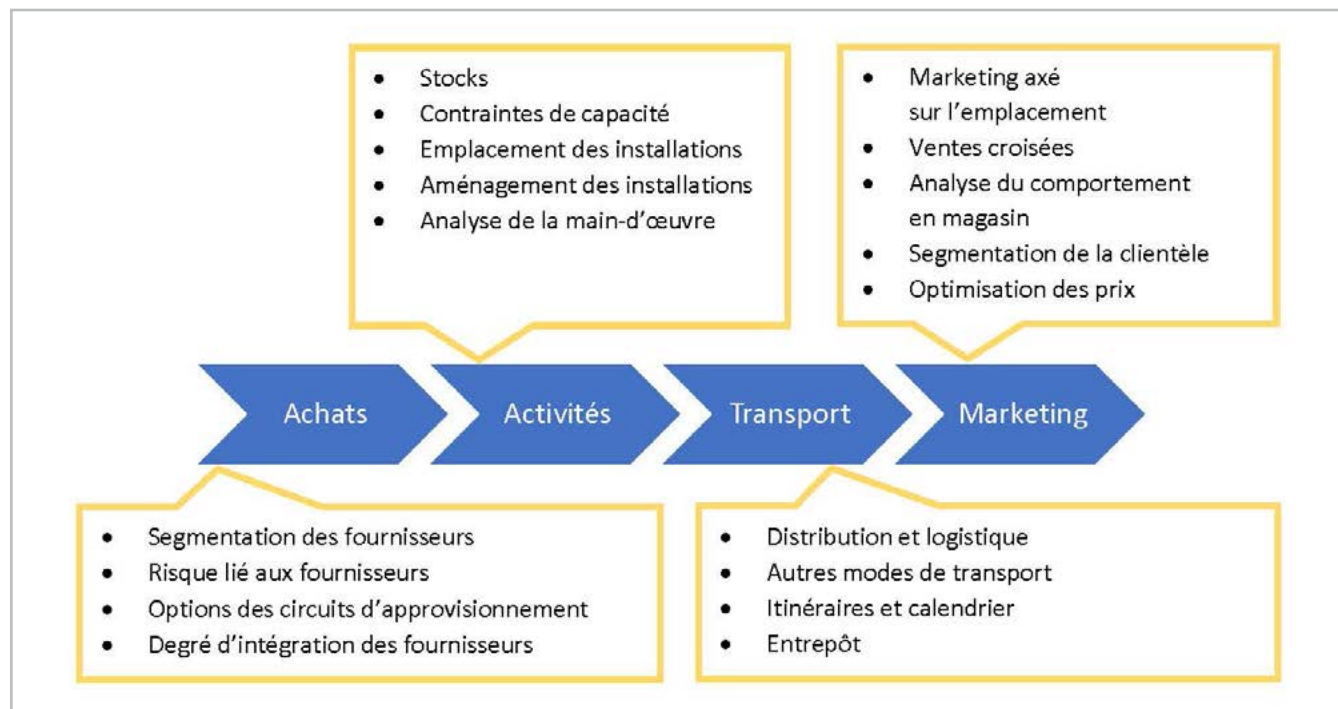 Stocks
Contraintes de capacité
Emplacement des installations
Aménagement des installations
Analyse de la main-d'œuvre
Marketing axé
sur l'emplacement
Ventes croisées
Analyse du comportement
en magasin
Segmentation de la clientèle
Optimisation des prix
Achats
Activités
Transport
Marketing
Segmentation des fournisseurs
Risque lié aux fournisseurs
Options des circuits d'approvisionnement
Degré d'intégration des fournisseurs
Distribution et logistique
Autres modes de transport
Itinéraires et calendrier
Entrepôt